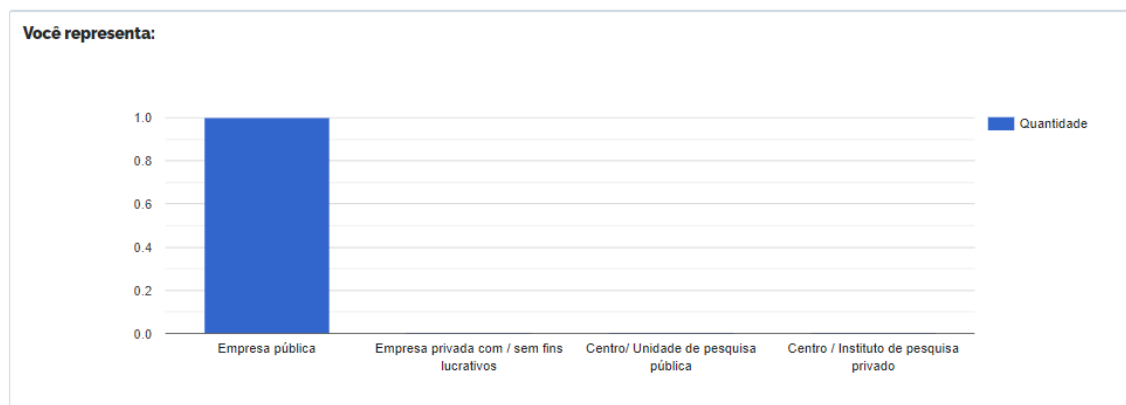 Você representa:
1.0
0.8
0.6
0.4
0.2
0.0
Quantidade
Empresa pública
Empresa privada com / sem fins
lucrativos
Centro/ Unidade de pesquisa
pública
Centro / Instituto de pesquisa
privado